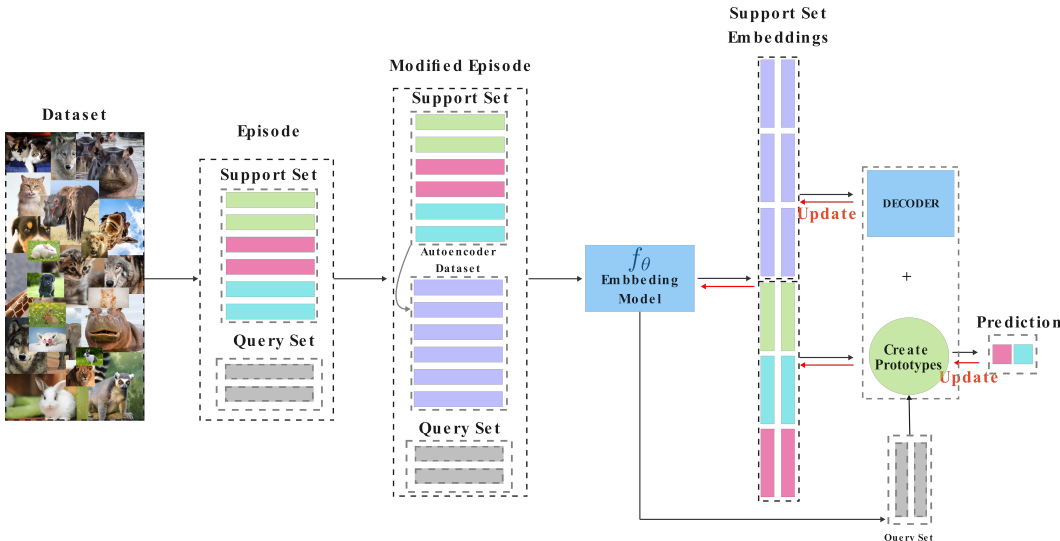 Dataset
Episode
Support Set
Query Set
Modified Episode
Support Set
Autoencoder
Dataset
Query Set
fθ
Embbeding
Model
Support Set
Embeddings
Update
DECODER
+
Create
Prototypes
Update
Prediction
Query Set